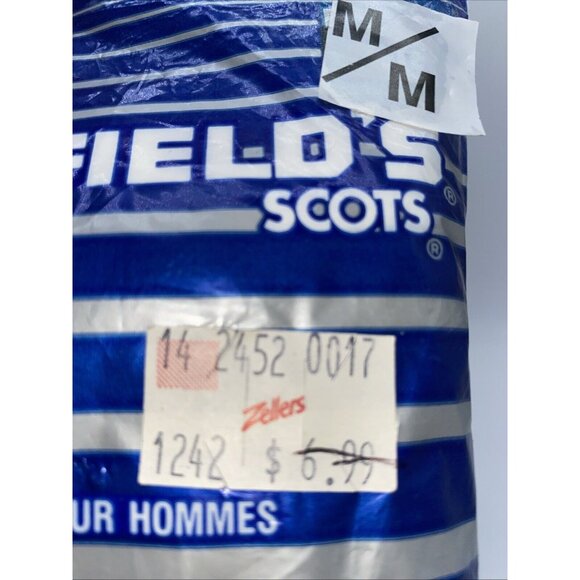 M/M
FIELD'S®
SCOTS®
14 2452 0017
Zellers
1242 $ 6.99
UR HOMMES